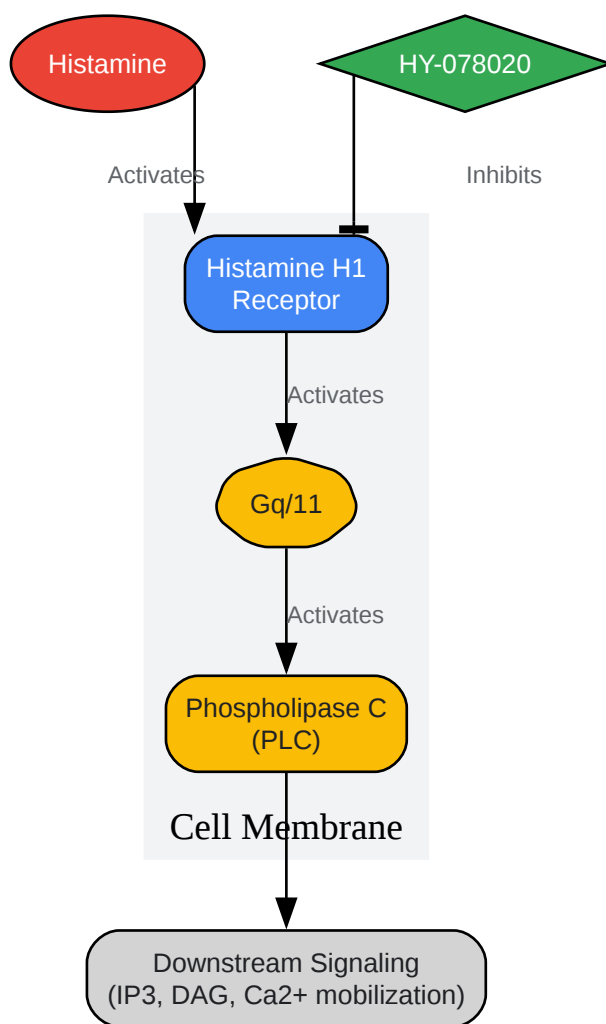 Histamine
HY-078020
Activates
Inhibits
Histamine H1
Receptor
Activates
Gq/11
Activates
Phospholipase C
(PLC)
Cell Membrane
Downstream Signaling
(IP3, DAG, Ca2+ mobilization)